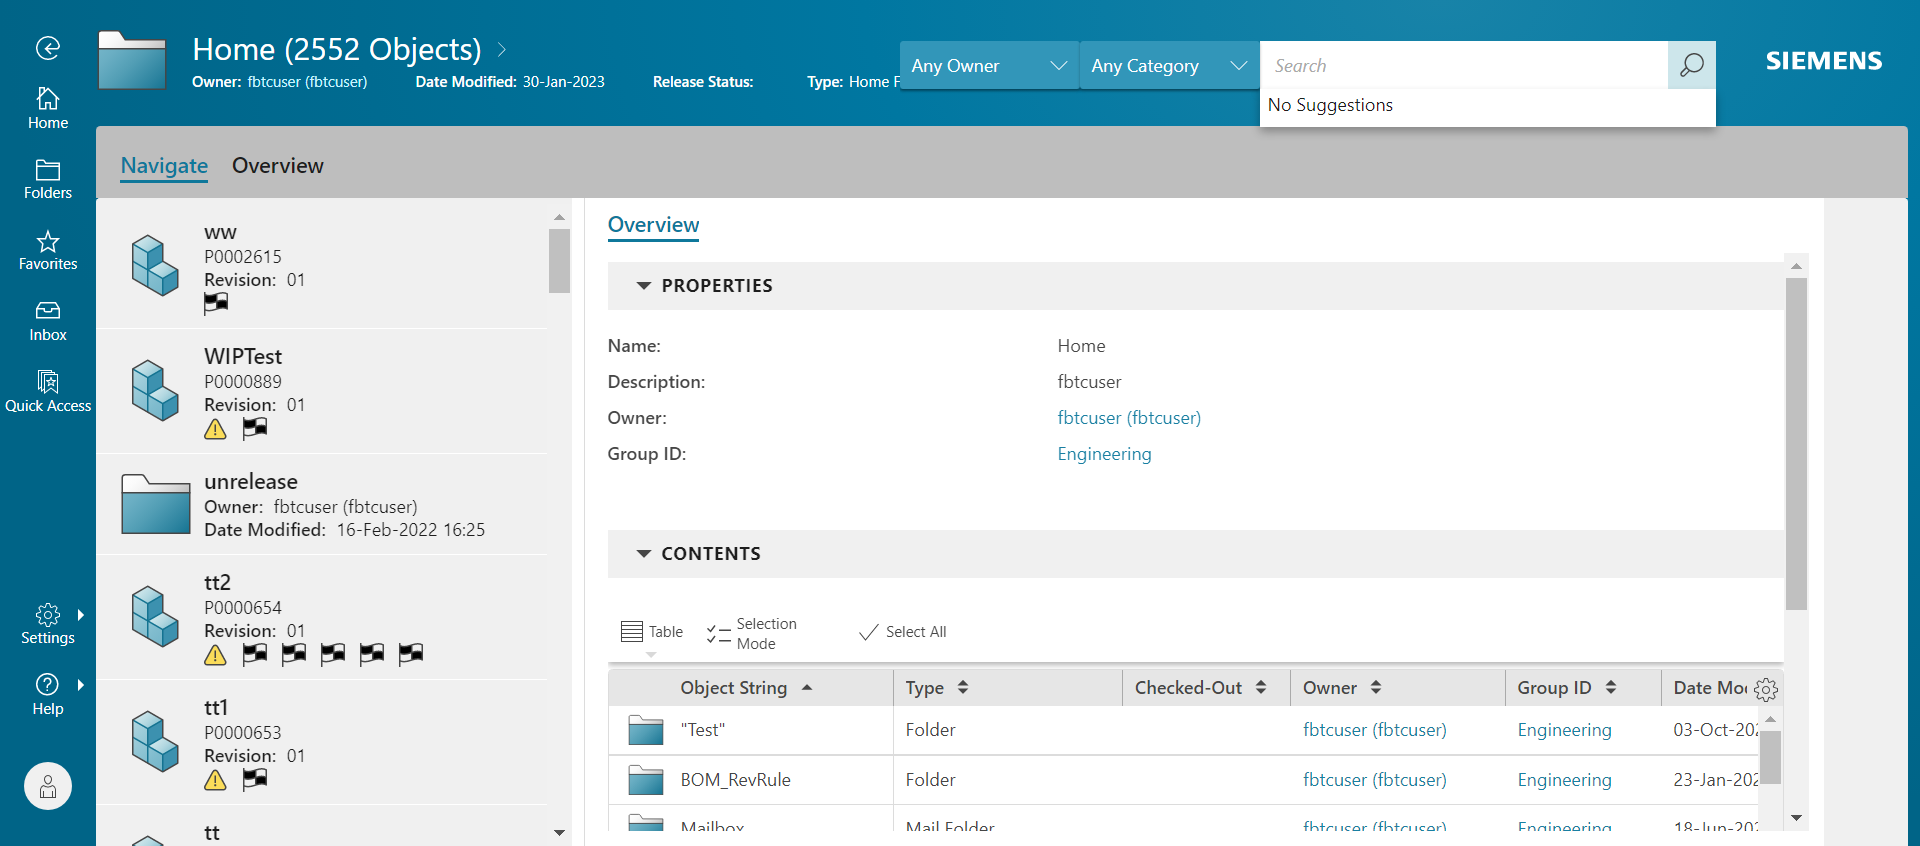 Home (2552 Objects)
Owner: fbtcuser (fbtcuser) Date Modified: 30-Jan-2023 Release Status: Type: Home F
Any Owner
Any Category
Search
No Suggestions
SIEMENS
Home
Folders
Favorites
Inbox
Quick Access
Settings
Help
Navigate Overview
ww
P0002615
Revision: 01
WIPTest
P0000889
Revision: 01
unrelease
Owner: fbtcuser (fbtcuser)
Date Modified: 16-Feb-2022 16:25
tt2
P0000654
Revision: 01
tt1
P0000653
Revision: 01
tt
Overview
PROPERTIES
Name: Home
Description: fbtcuser
Owner: fbtcuser (fbtcuser)
Group ID: Engineering
CONTENTS
Table
Selection
Mode
Select All
Object String Type Checked-Out Owner Group ID Date Mo
"Test" Folder fbtcuser (fbtcuser) Engineering 03-Oct-202
BOM_RevRule Folder fbtcuser (fbtcuser) Engineering 23-Jan-202
Mailbox Mail Folder fbtcuser (fbtcuser) Engineering 18-Jun-202